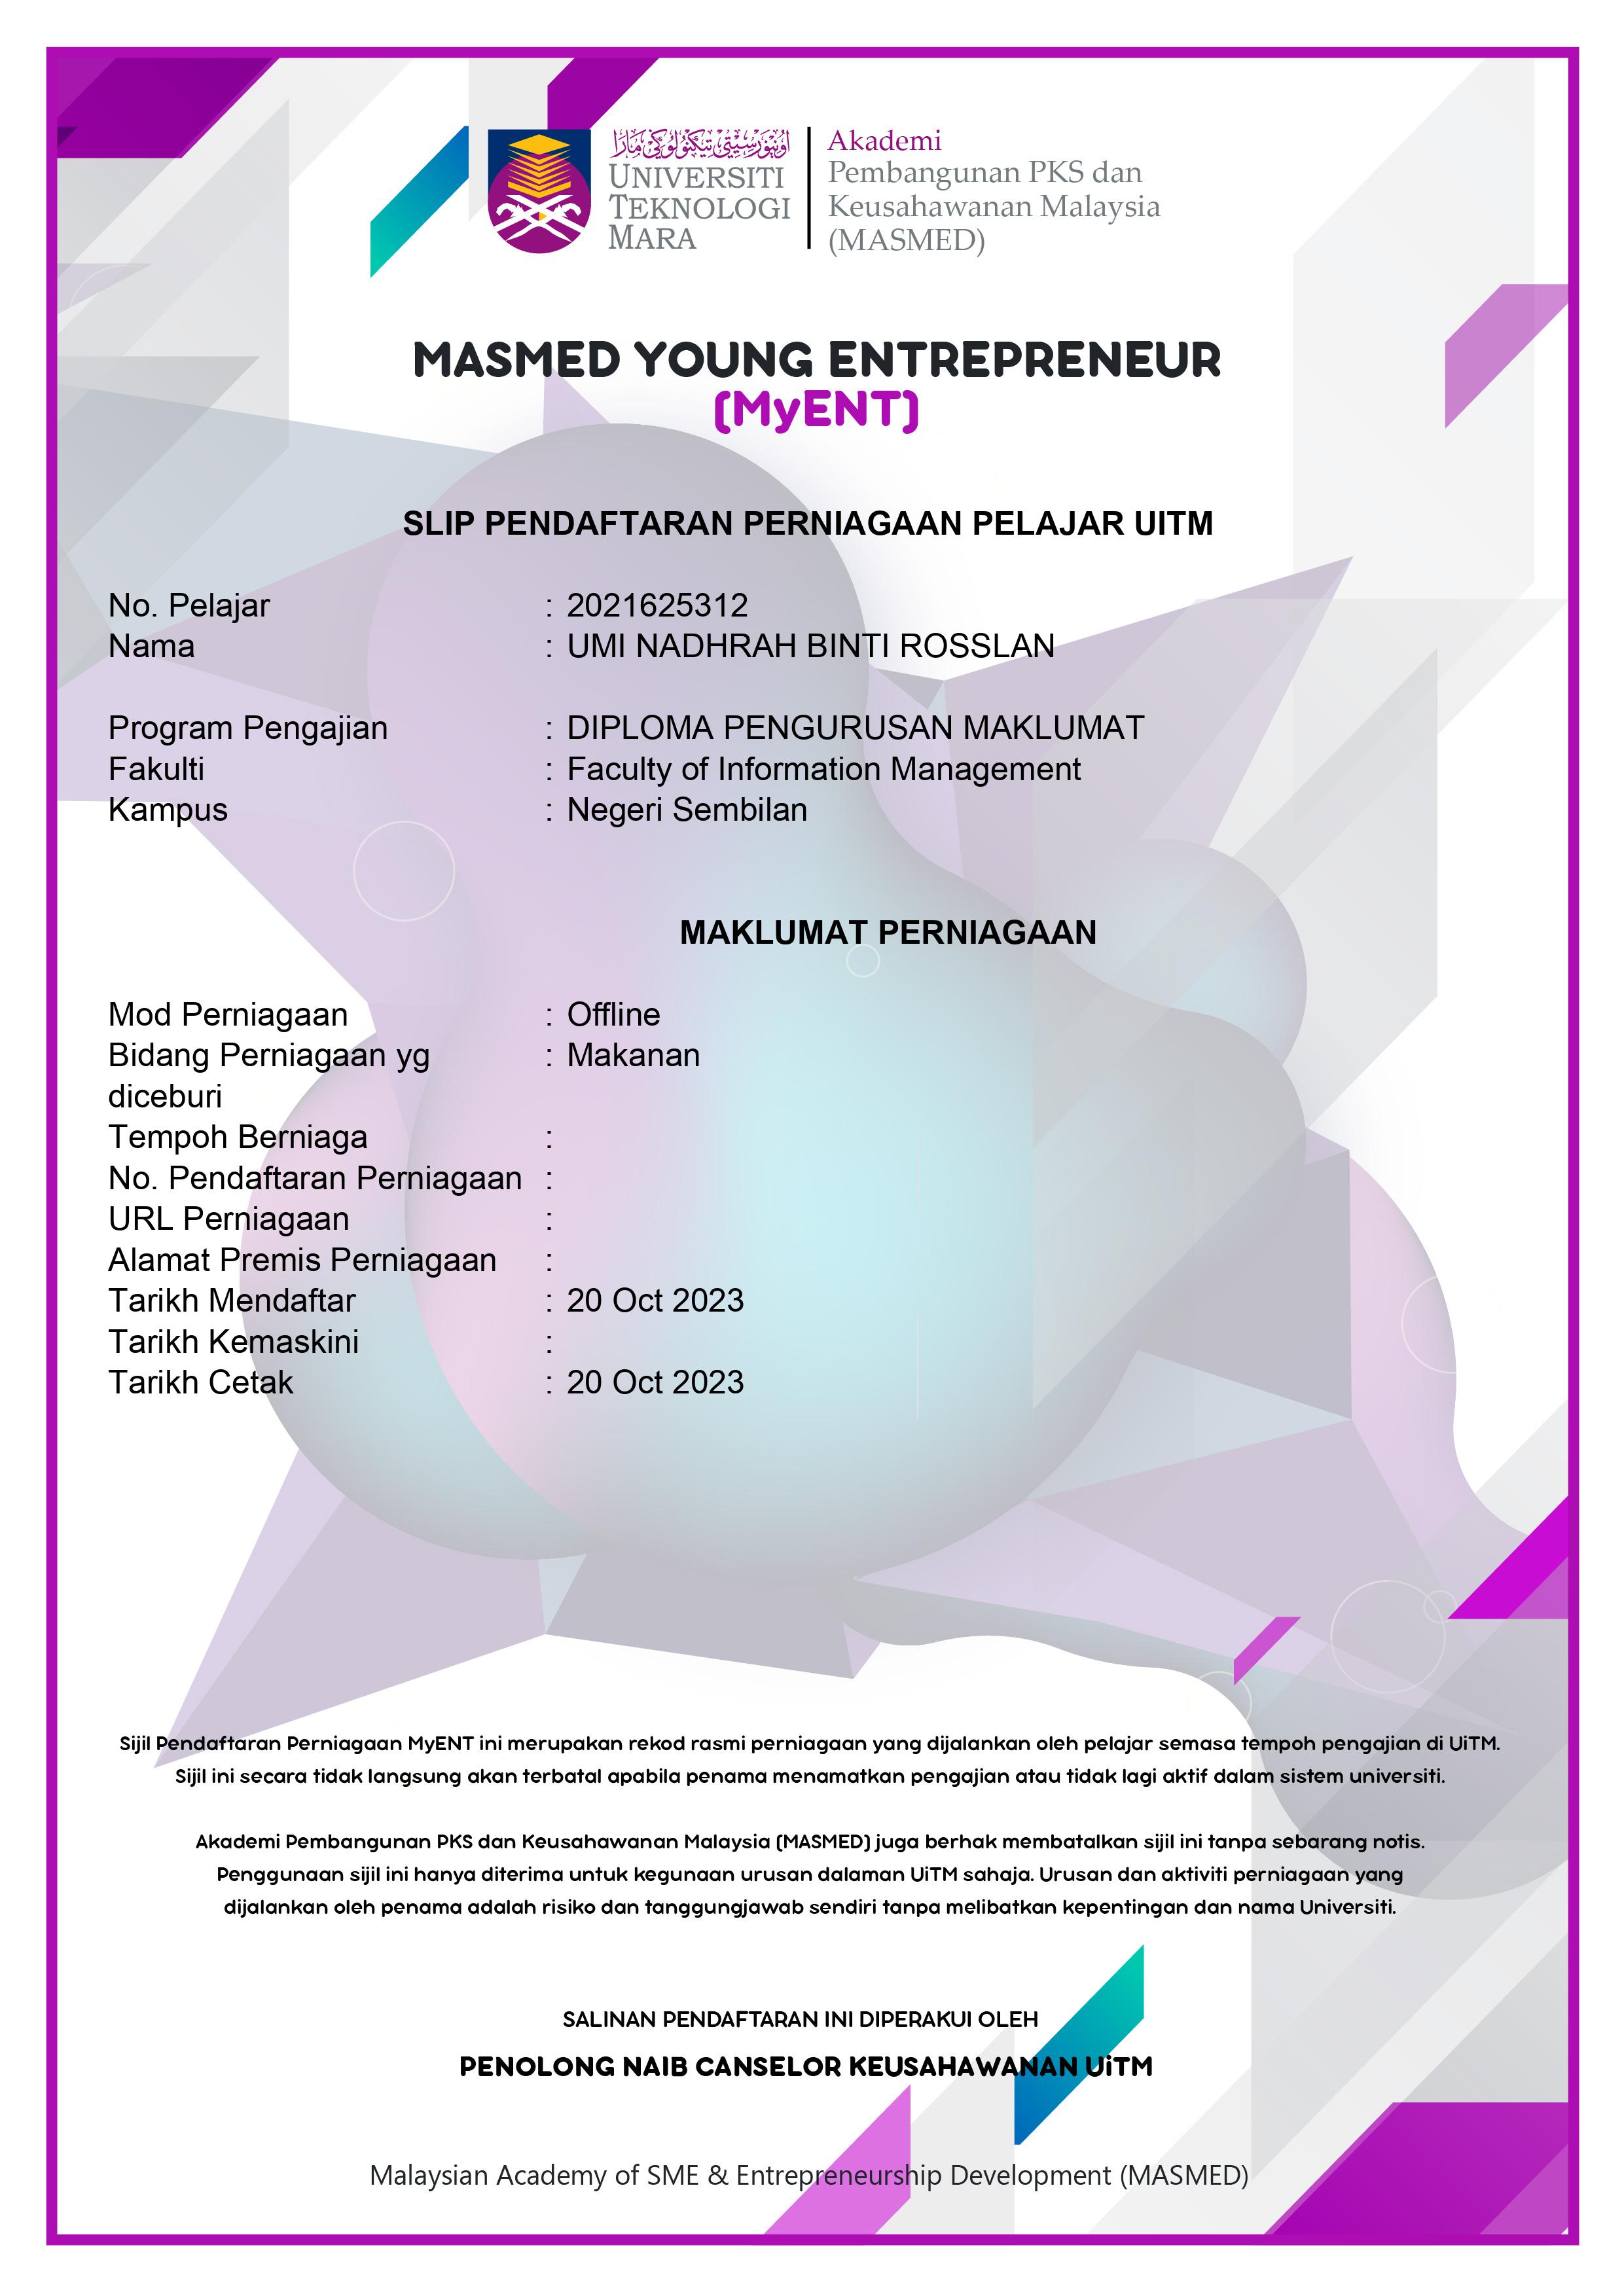 اونيۏرسيتي تيكنولوكي مارا
UNIVERSITI
TEKNOLOGI
MARA
Akademi
Pembangunan PKS dan
Keusahawanan Malaysia
(MASMED)
MASMED YOUNG ENTREPRENEUR
(MyENT)
SLIP PENDAFTARAN PERNIAGAAN PELAJAR UITM
No. Pelajar : 2021625312
Nama : UMI NADHRAH BINTI ROSSLAN
Program Pengajian : DIPLOMA PENGURUSAN MAKLUMAT
Fakulti : Faculty of Information Management
Kampus : Negeri Sembilan
MAKLUMAT PERNIAGAAN
Mod Perniagaan : Offline
Bidang Perniagaan yg : Makanan
diceburi
Tempoh Berniaga :
No. Pendaftaran Perniagaan :
URL Perniagaan :
Alamat Premis Perniagaan :
Tarikh Mendaftar : 20 Oct 2023
Tarikh Kemaskini :
Tarikh Cetak : 20 Oct 2023
Sijil Pendaftaran Perniagaan MyENT ini merupakan rekod rasmi perniagaan yang dijalankan oleh pelajar semasa tempoh pengajian di UiTM.
Sijil ini secara tidak langsung akan terbatal apabila penama menamatkan pengajian atau tidak lagi aktif dalam sistem universiti.
Akademi Pembangunan PKS dan Keusahawanan Malaysia (MASMED) juga berhak membatalkan sijil ini tanpa sebarang notis.
Penggunaan sijil ini hanya diterima untuk kegunaan urusan dalaman UiTM sahaja. Urusan dan aktiviti perniagaan yang
dijalankan oleh penama adalah risiko dan tanggungjawab sendiri tanpa melibatkan kepentingan dan nama Universiti.
SALINAN PENDAFTARAN INI DIPERAKUI OLEH
PENOLONG NAIB CANSELOR KEUSAHAWANAN UiTM
Malaysian Academy of SME & Entrepreneurship Development (MASMED)